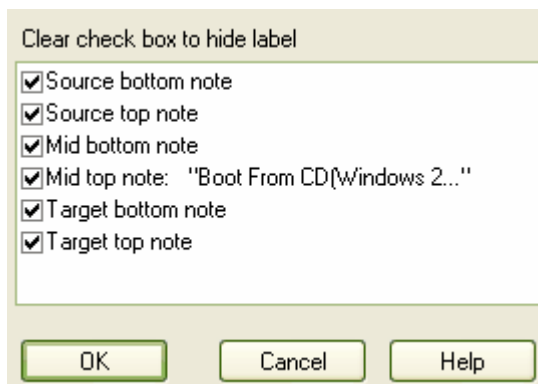 Clear check box to hide label
Source bottom note
Source top note
Mid bottom note
Mid top note: "Boot From CD(Windows 2..."
Target bottom note
Target top note
OK Cancel Help